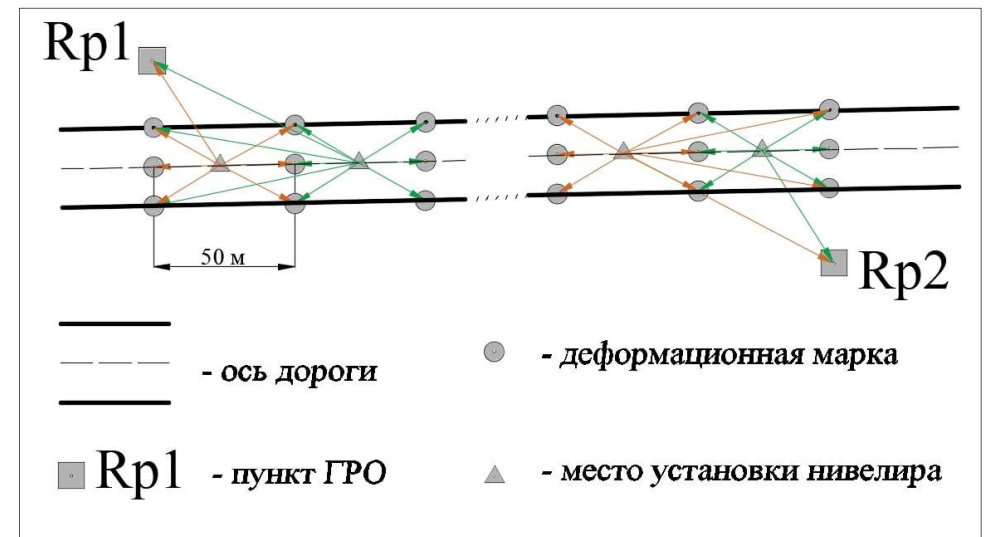 Rp1
50 м
Rp2
- ось дороги
- деформационная марка
Rp1 - пункт ГРО
- место установки нивелира